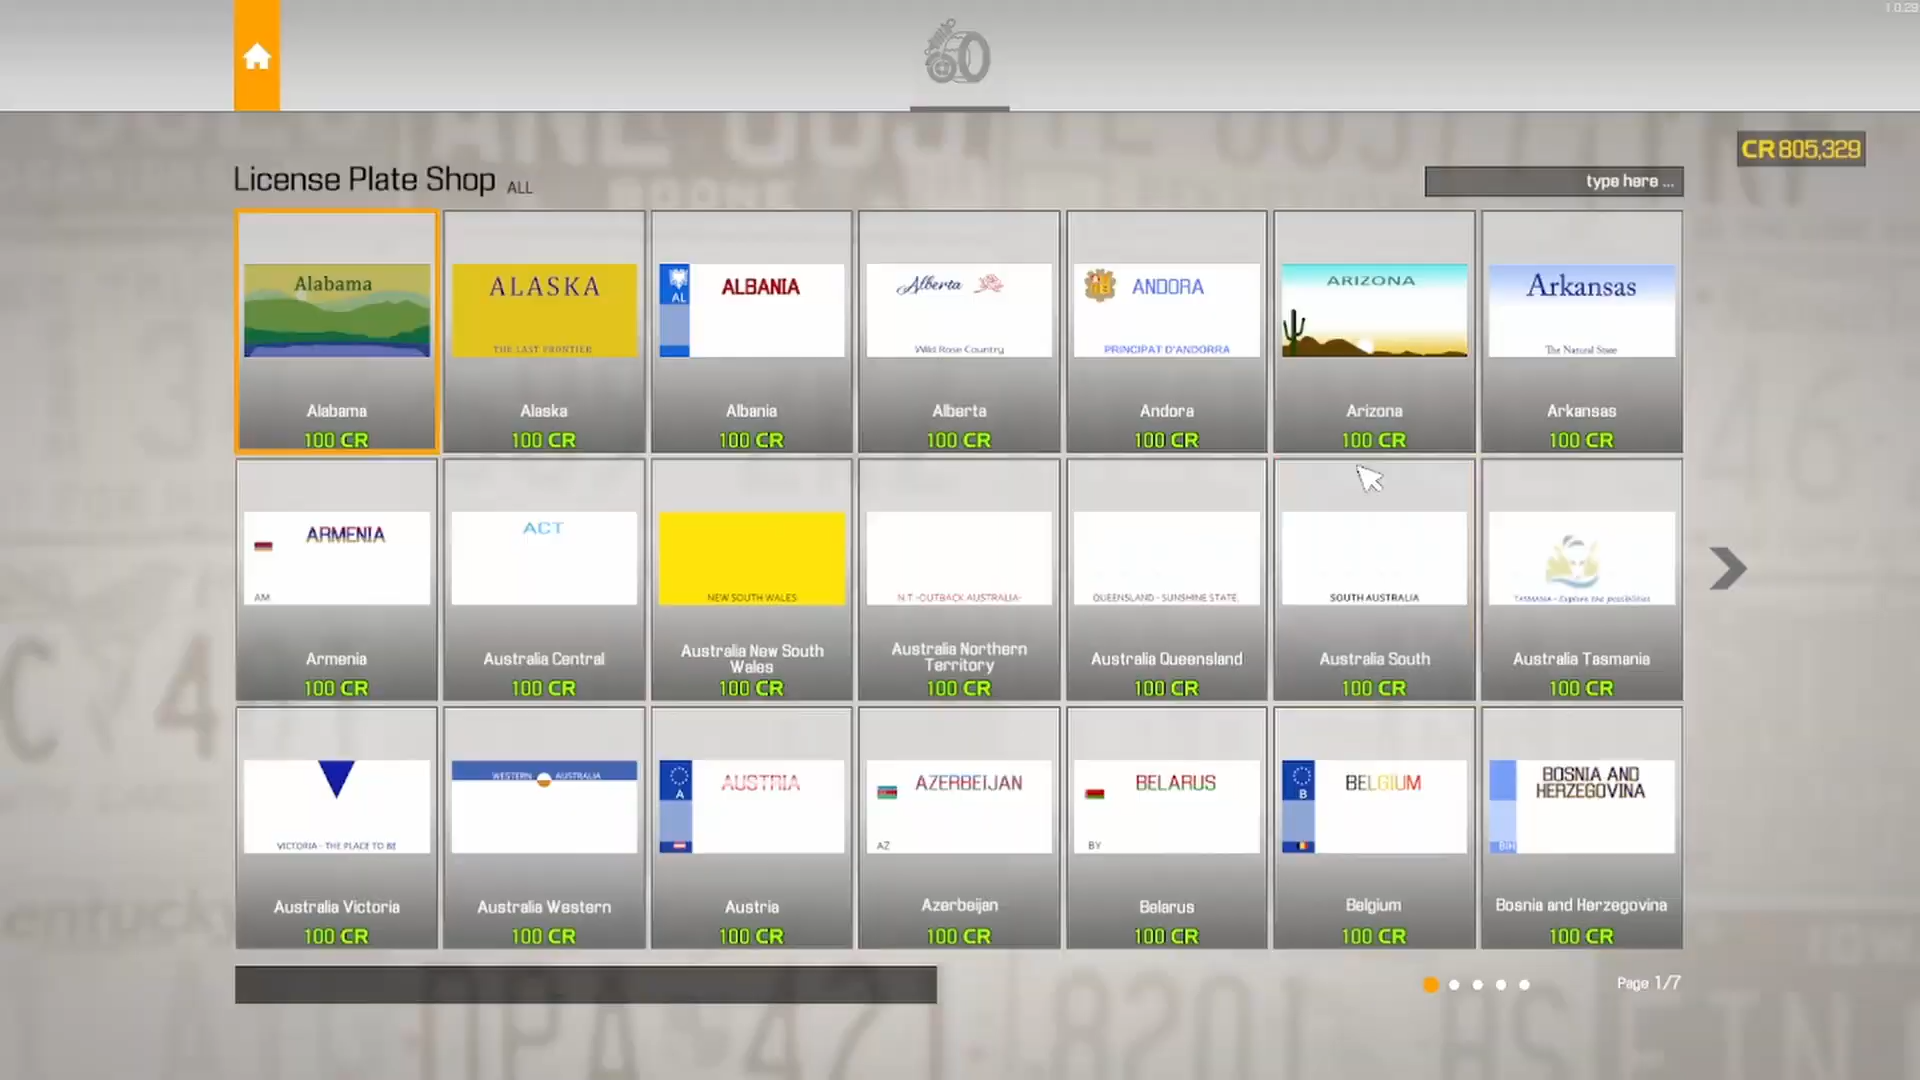 1.0.29
CR 805,329
License Plate Shop ALL
type here ...
Alabama
ALASKA
THE LAST FRONTIER
AL
ALBANIA
Alberta
Wild Rose Country
ANDORA
PRINCIPAT D'ANDORRA
ARIZONA
Arkansas
The Natural State
Alabama
100 CR
Alaska
100 CR
Albania
100 CR
Alberta
100 CR
Andora
100 CR
Arizona
100 CR
Arkansas
100 CR
ARMENIA
AM
ACT
NEW SOUTH WALES
N.T -OUTBACK AUSTRALIA-
QUEENSLAND - SUNSHINE STATE
SOUTH AUSTRALIA
TASMANIA - Explore the possibilities
Armenia
100 CR
Australia Central
100 CR
Australia New South
Wales
100 CR
Australia Northern
Territory
100 CR
Australia Queensland
100 CR
Australia South
100 CR
Australia Tasmania
100 CR
VICTORIA - THE PLACE TO BE
WESTERN AUSTRALIA
A
AUSTRIA
AZERBEIJAN
AZ
BELARUS
BY
B
BELGIUM
BOSNIA AND
HERZEGOVINA
BIH
Australia Victoria
100 CR
Australia Western
100 CR
Austria
100 CR
Azerbeijan
100 CR
Belarus
100 CR
Belgium
100 CR
Bosnia and Herzegovina
100 CR
Page 1/7